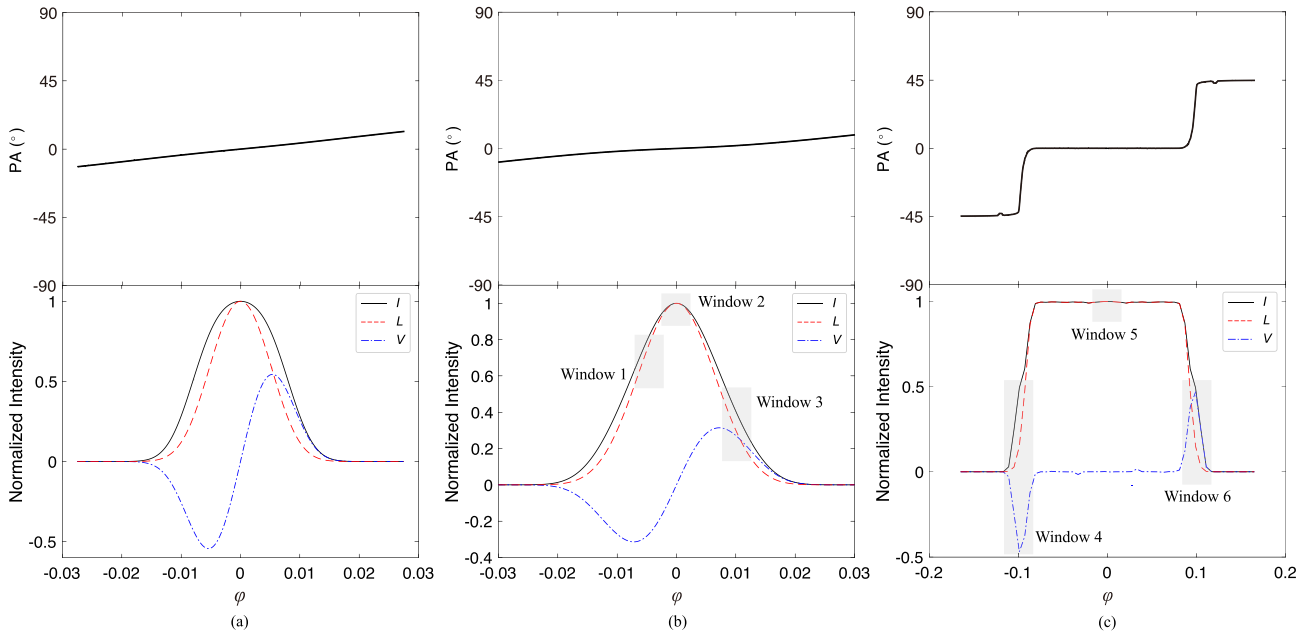 90
45
0
-45
-90
PA (°)
1
0.5
0
-0.5
Normalized Intensity
I
L
V
-0.03
-0.02
-0.01
0
0.01
0.02
0.03
φ
(a)
90
45
0
-45
-90
PA (°)
1
0.8
0.6
0.4
0.2
0
-0.2
-0.4
Normalized Intensity
Window 2
Window 1
Window 3
I
L
V
-0.03
-0.02
-0.01
0
0.01
0.02
0.03
φ
(b)
90
45
0
-45
-90
PA (°)
1
0.5
0
-0.5
Normalized Intensity
Window 5
Window 6
Window 4
I
L
V
-0.2
-0.1
0
0.1
0.2
φ
(c)